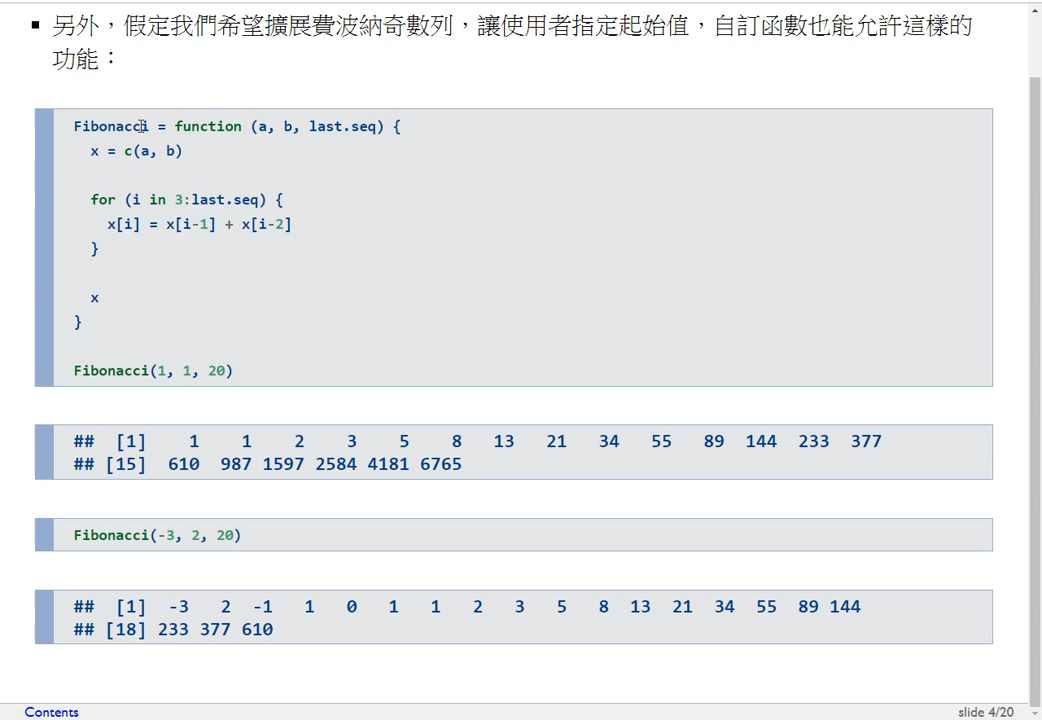 ▪ 另外，假定我們希望擴展費波納奇數列，讓使用者指定起始值，自訂函數也能允許這樣的
功能：
Fibonacci = function (a, b, last.seq) {
  x = c(a, b)
  for (i in 3:last.seq) {
    x[i] = x[i-1] + x[i-2]
  }
  x
}
Fibonacci(1, 1, 20)
##  [1]    1    1    2    3    5    8   13   21   34   55   89  144  233  377
## [15]  610  987 1597 2584 4181 6765
Fibonacci(-3, 2, 20)
##  [1]  -3   2  -1   1   0   1   1   2   3   5   8  13  21  34  55  89 144
## [18] 233 377 610
Contents
slide 4/20